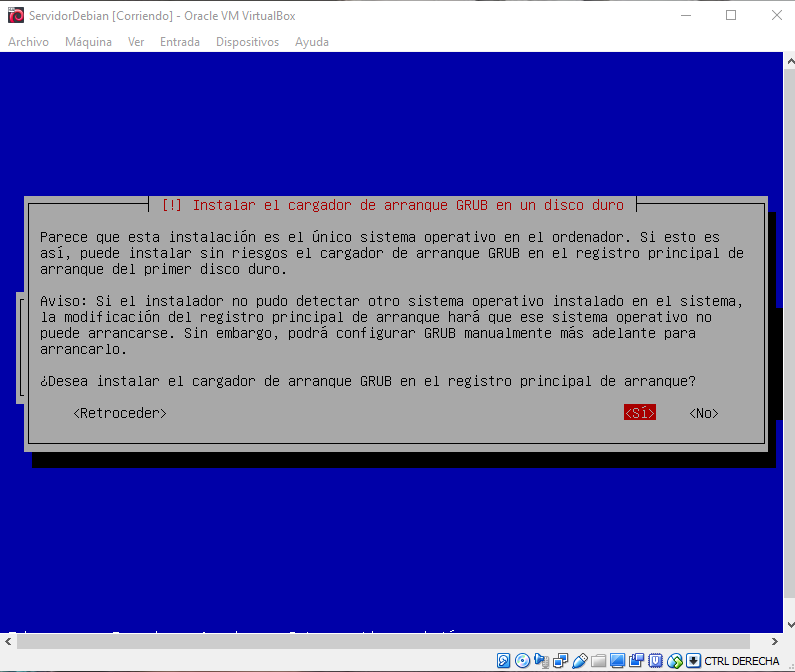 ServidorDebian [Corriendo] - Oracle VM VirtualBox
Archivo Máquina Ver Entrada Dispositivos Ayuda
[!] Instalar el cargador de arranque GRUB en un disco duro
Parece que esta instalación es el único sistema operativo en el ordenador. Si esto es
así, puede instalar sin riesgos el cargador de arranque GRUB en el registro principal de
arranque del primer disco duro.
Aviso: Si el instalador no pudo detectar otro sistema operativo instalado en el sistema,
la modificación del registro principal de arranque hará que ese sistema operativo no
puede arrancarse. Sin embargo, podrá configurar GRUB manualmente más adelante para
arrancarlo.
¿Desea instalar el cargador de arranque GRUB en el registro principal de arranque?
<Retroceder> <Sí> <No>
CTRL DERECHA